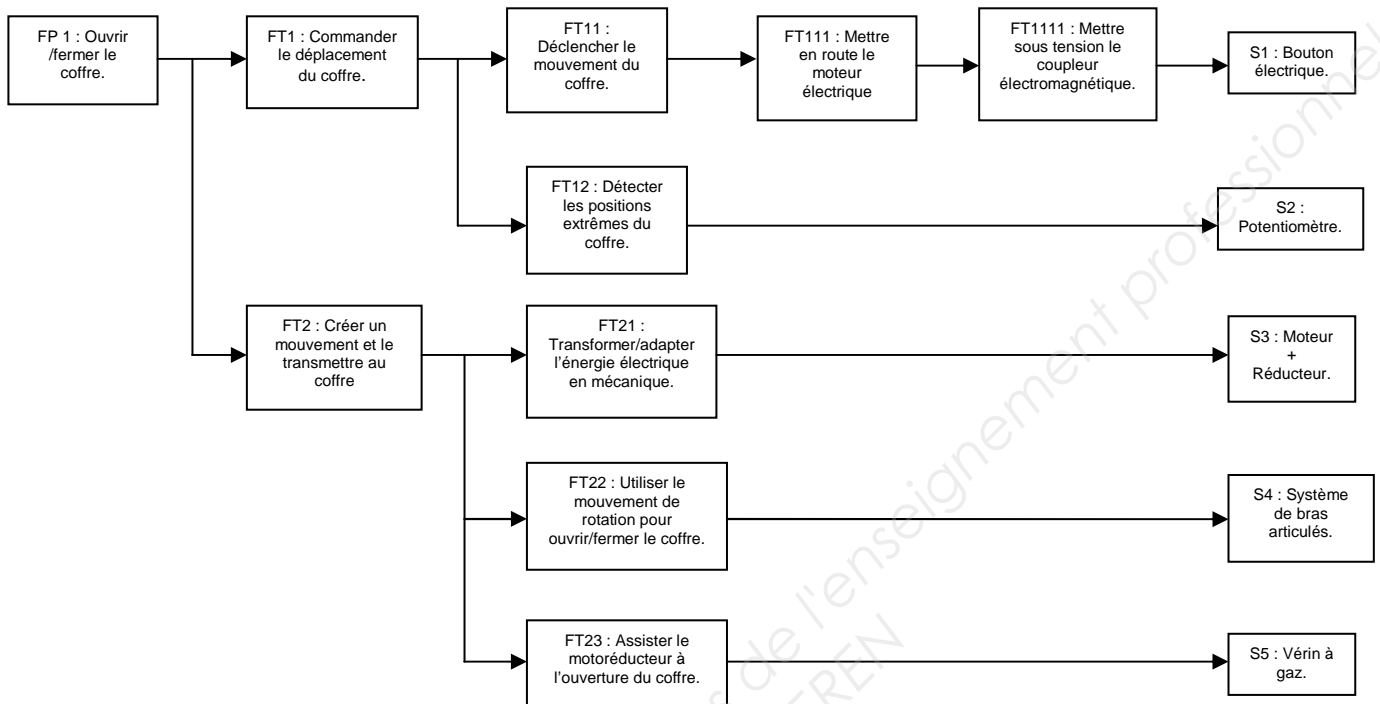 FP 1 : Ouvrir
/fermer le
coffre.
FT1 : Commander
le déplacement
du coffre.
FT11 :
Déclencher le
mouvement du
coffre.
FT111 : Mettre
en route le
moteur
électrique
FT1111 : Mettre
sous tension le
coupleur
électromagnétique.
S1 : Bouton
électrique.
FT12 : Détecter
les positions
extrêmes du
coffre.
S2 :
Potentiomètre.
FT2 : Créer un
mouvement et le
transmettre au
coffre
FT21 :
Transformer/adapter
l'énergie électrique
en mécanique.
S3 : Moteur
+
Réducteur.
FT22 : Utiliser le
mouvement de
rotation pour
ouvrir/fermer le coffre.
S4 : Système
de bras
articulés.
FT23 : Assister le
motoréducteur à
l'ouverture du coffre.
S5 : Vérin à
gaz.
de l'enseignement professionnel